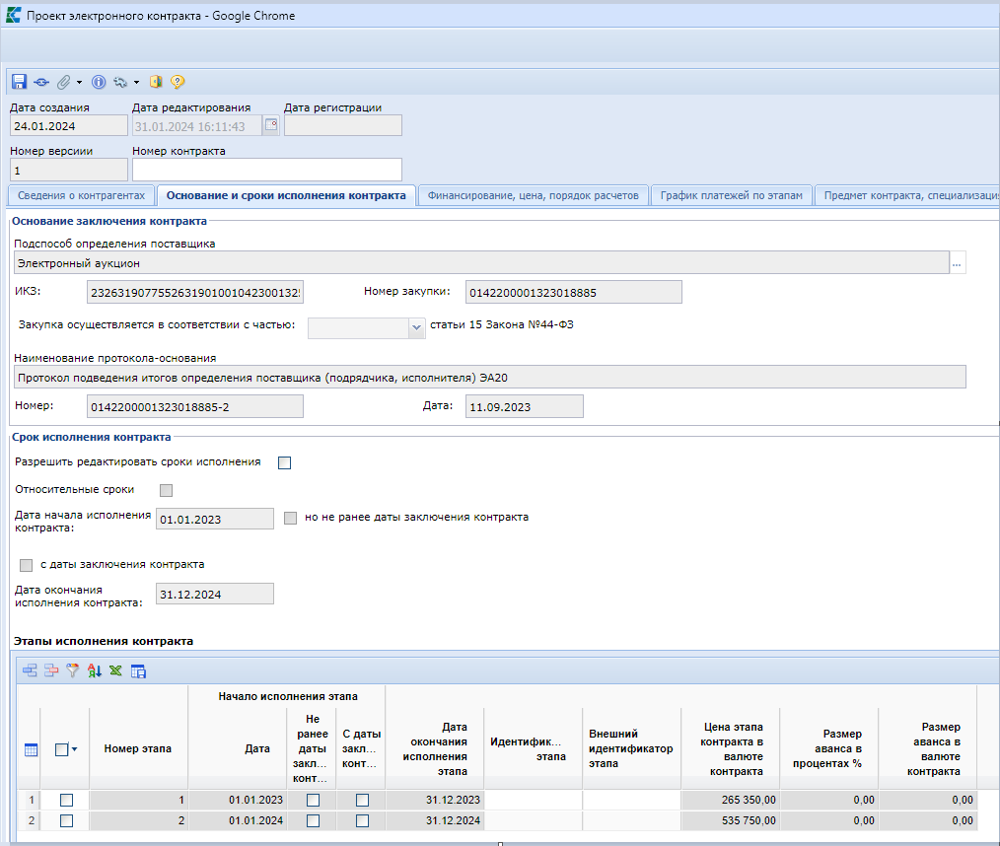 Проект электронного контракта - Google Chrome
Дата создания Дата редактирования Дата регистрации
24.01.2024 31.01.2024 16:11:43
Номер версиии Номер контракта
1
Сведения о контрагентах Основание и сроки исполнения контракта Финансирование, цена, порядок расчетов График платежей по этапам Предмет контракта, специализация
Основание заключения контракта
Подспособ определения поставщика
Электронный аукцион ...
ИКЗ: Номер закупки: 0142200001323018885
Закупка осуществляется в соответствии с частью: статьи 15 Закона №44-ФЗ
Наименование протокола-основания
Протокол подведения итогов определения поставщика (подрядчика, исполнителя) ЭА20
Номер: 0142200001323018885-2 Дата: 11.09.2023
Срок исполнения контракта
Разрешить редактировать сроки исполнения
Относительные сроки
Дата начала исполнения
контракта: 01.01.2023 но не ранее даты заключения контракта
с даты заключения контракта
Дата окончания
исполнения контракта: 31.12.2024
Этапы исполнения контракта
Начало исполнения этапа
Номер этапа
Дата
Не
ранее
даты
закл...
конт...
С даты
закл...
конт...
Дата
окончания
исполнения
этапа
Идентифик...
этапа
Внешний
идентификатор
этапа
Цена этапа
контракта в
валюте
контракта
Размер
аванса в
процентах %
Размер
аванса в
валюте
контракта
1 1 01.01.2023 31.12.2023 265 350,00 0,00 0,00
2 2 01.01.2024 31.12.2024 535 750,00 0,00 0,00